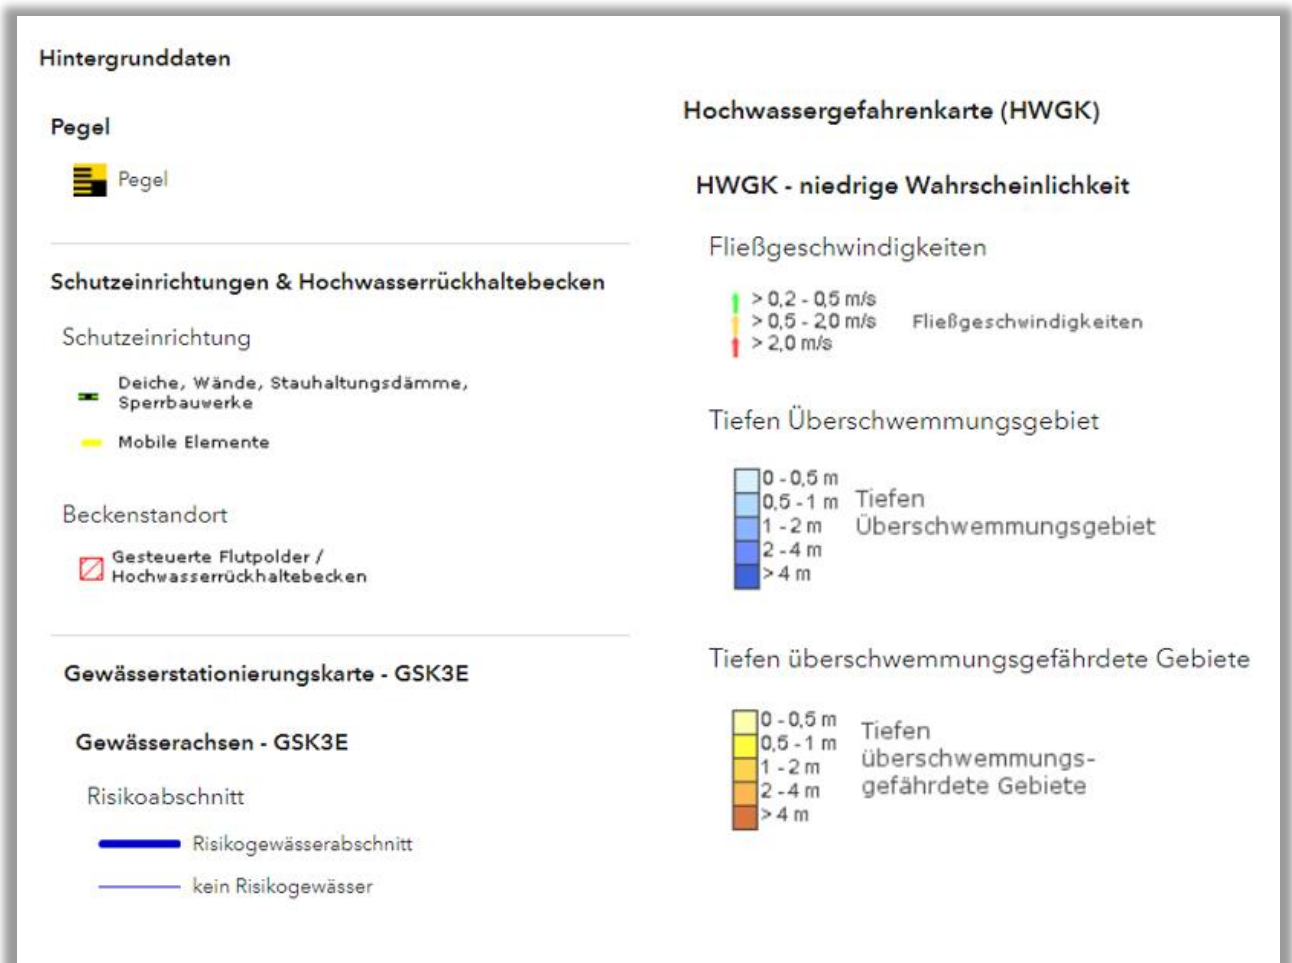 Hintergrunddaten
Pegel
Pegel
Schutzeinrichtungen & Hochwasserrückhaltebecken
Schutzeinrichtung
Deiche, Wände, Stauhaltungsdämme,
Sperrbauwerke
Mobile Elemente
Beckenstandort
Gesteuerte Flutpolder /
Hochwasserrückhaltebecken
Gewässerstationierungskarte - GSK3E
Gewässerachsen - GSK3E
Risikoabschnitt
Risikogewässerabschnitt
kein Risikogewässer
Hochwassergefahrenkarte (HWGK)
HWGK - niedrige Wahrscheinlichkeit
Fließgeschwindigkeiten
> 0,2 - 0,5 m/s
> 0,5 - 2,0 m/s
> 2,0 m/s
Fließgeschwindigkeiten
Tiefen Überschwemmungsgebiet
0 - 0,5 m
0,5 - 1 m
1 - 2 m
2 - 4 m
> 4 m
Tiefen
Überschwemmungsgebiet
Tiefen überschwemmungsgefährdete Gebiete
0 - 0,5 m
0,5 - 1 m
1 - 2 m
2 - 4 m
> 4 m
Tiefen
überschwemmungs-
gefährdete Gebiete